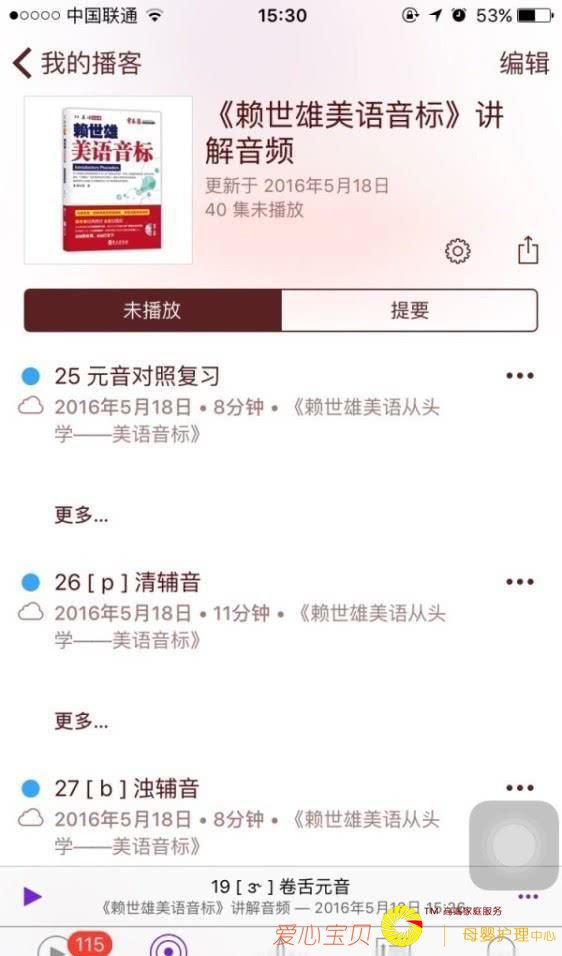 中国联通
15:30
53%
我的播客
编辑
赖世雄
美语音标
Introductory Phonetics
《赖世雄美语音标》讲
解音频
更新于 2016年5月18日
40 集未播放
未播放
提要
25 元音对照复习
2016年5月18日 • 8分钟 • 《赖世雄美语从头
学——美语音标》
更多...
26 [ p ] 清辅音
2016年5月18日 • 11分钟 • 《赖世雄美语从头
学——美语音标》
更多...
27 [ b ] 浊辅音
2016年5月18日 • 8分钟 • 《赖世雄美语从头
学——美语音标》
19 [ ɝ ] 卷舌元音
《赖世雄美语音标》讲解音频 — 2016年5月18日 15:26
115
爱心宝贝
TM 高端家庭服务
母婴护理中心